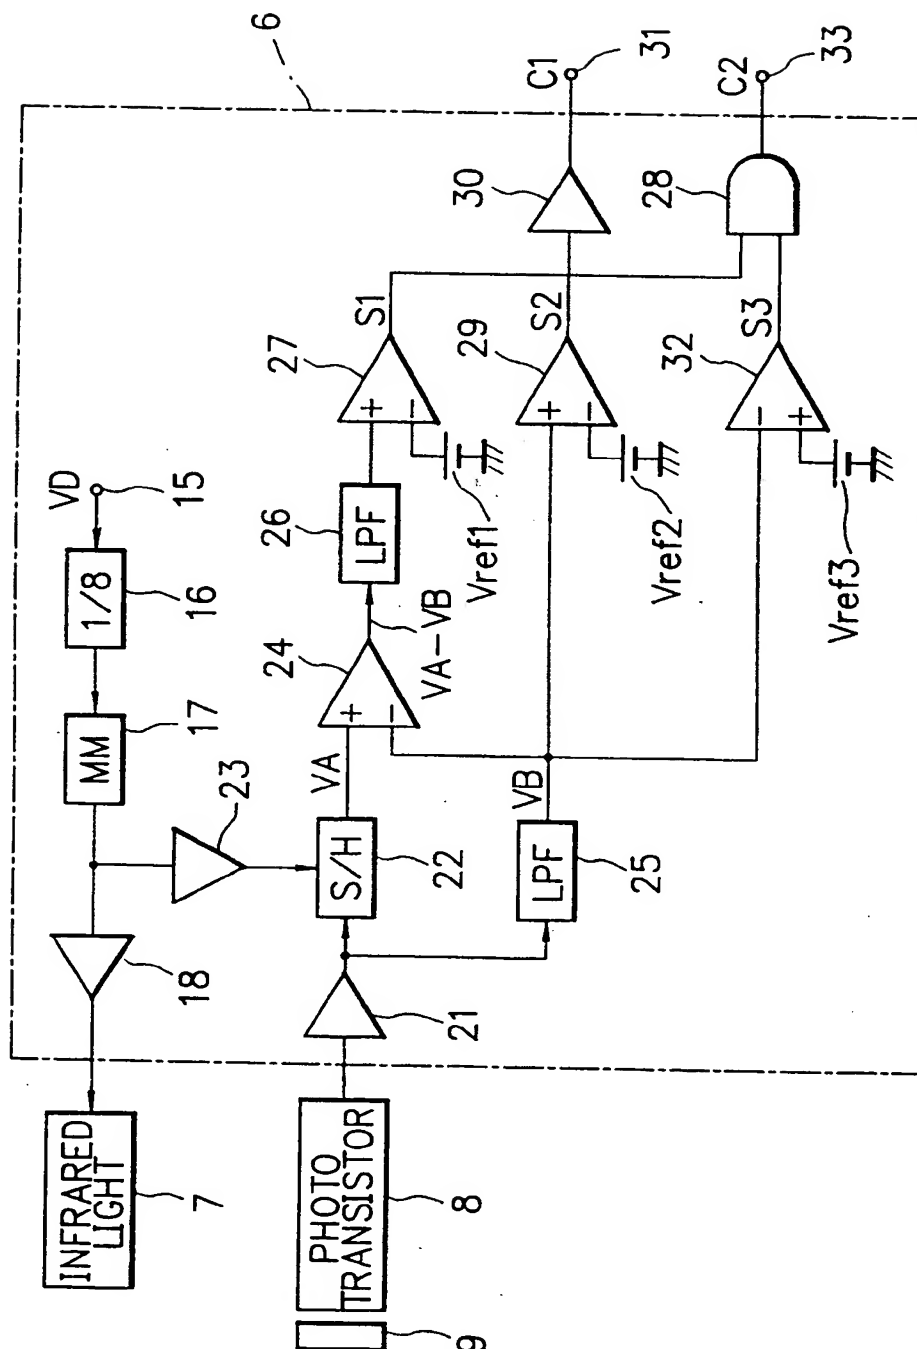 6
INFRARED
LIGHT
7
18
MM
17
1/8
16
VD
15
23
PHOTO
TRANSISTOR
8
9
21
S/H
22
VA
+
−
24
VA−VB
LPF
26
+
−
27
S1
Vref1
LPF
25
VB
+
−
29
S2
Vref2
30
C1
31
−
+
32
S3
Vref3
28
C2
33